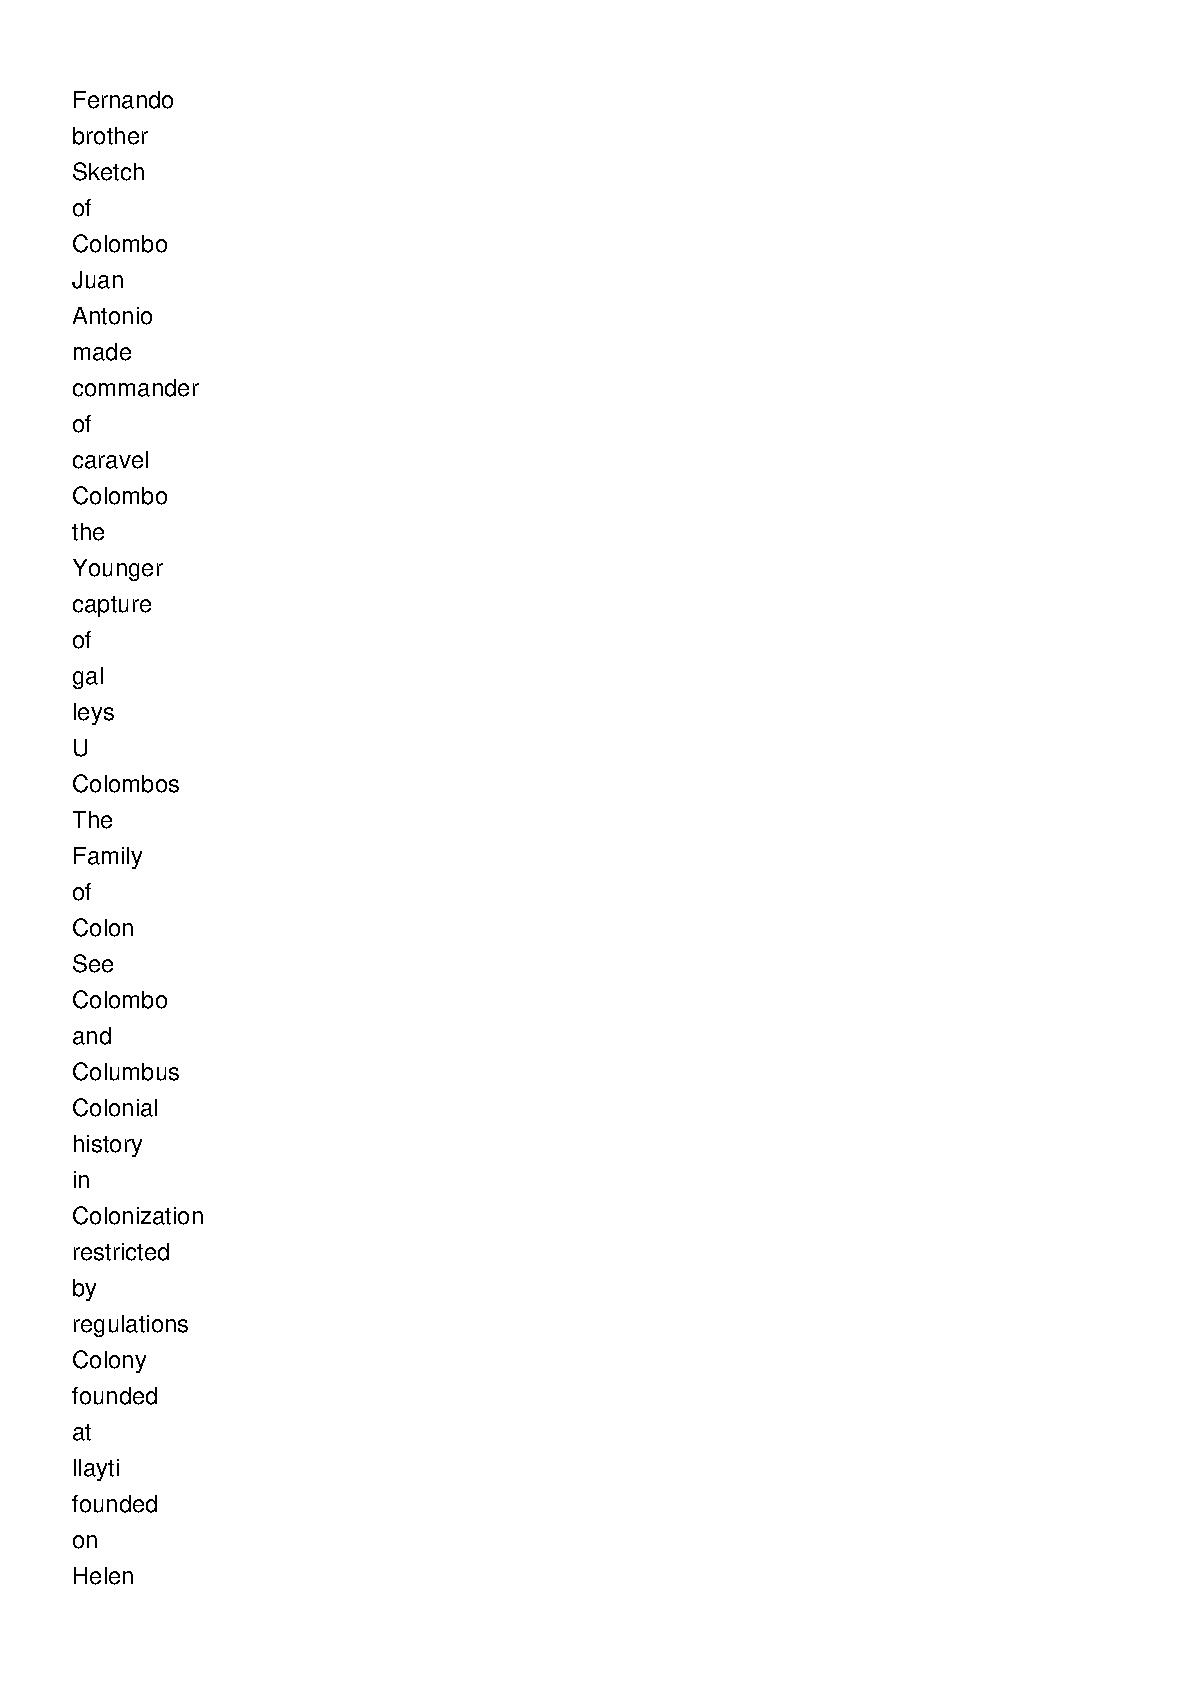 Fernando
brother
Sketch
of
Colombo
Juan
Antonio
made
commander
of
caravel
Colombo
the
Younger
capture
of
gal
leys
U
Colombos
The
Family
of
Colon
See
Colombo
and
Columbus
Colonial
history
in
Colonization
restricted
by
regulations
Colony
founded
at
llayti
founded
on
Helen